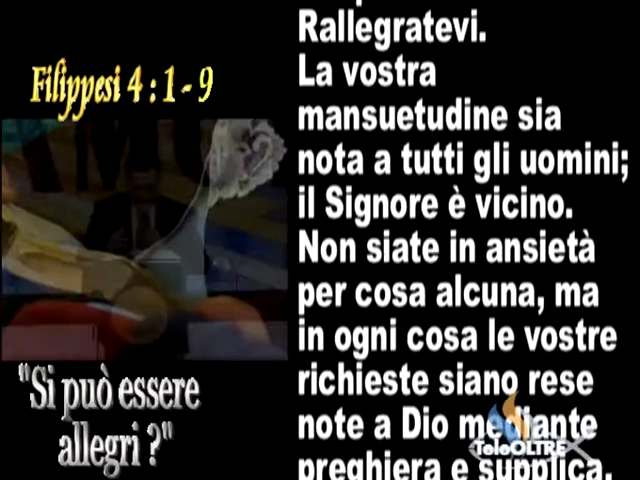 Filippesi 4 : 1 - 9
"Si può essere
allegri ?"
Rallegratevi.
La vostra
mansuetudine sia
nota a tutti gli uomini;
il Signore è vicino.
Non siate in ansietà
per cosa alcuna, ma
in ogni cosa le vostre
richieste siano rese
note a Dio mediante
preghiera e supplica,
TeleOLTRE